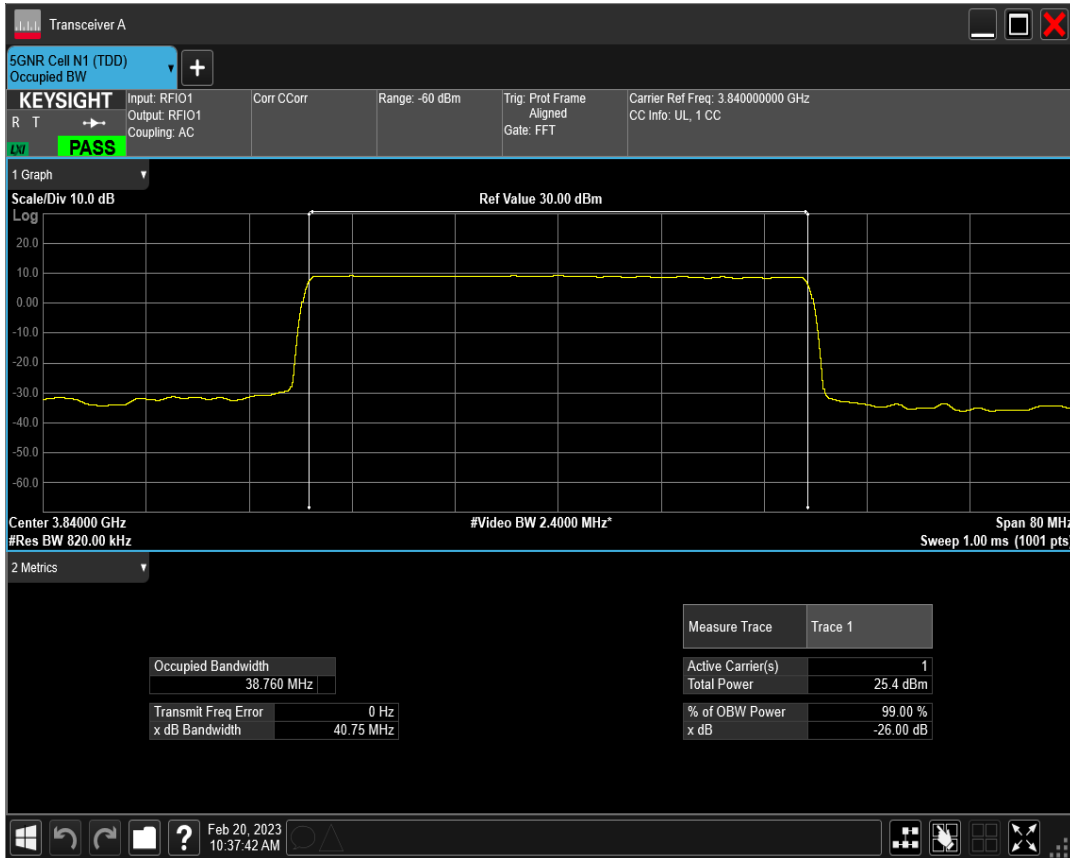 Transceiver A
5GNR Cell N1 (TDD)
Occupied BW
+
KEYSIGHT
R T
LXI
PASS
Input: RFIO1
Output: RFIO1
Coupling: AC
Corr CCorr
Range: -60 dBm
Trig: Prot Frame
Aligned
Gate: FFT
Carrier Ref Freq: 3.840000000 GHz
CC Info: UL, 1 CC
1 Graph
Scale/Div 10.0 dB
Ref Value 30.00 dBm
Log
20.0
10.0
0.00
-10.0
-20.0
-30.0
-40.0
-50.0
-60.0
Center 3.84000 GHz
#Video BW 2.4000 MHz*
Span 80 MHz
#Res BW 820.00 kHz
Sweep 1.00 ms (1001 pts)
2 Metrics
Measure Trace Trace 1
Occupied Bandwidth
38.760 MHz
Active Carrier(s) 1
Total Power 25.4 dBm
Transmit Freq Error 0 Hz
x dB Bandwidth 40.75 MHz
% of OBW Power 99.00 %
x dB -26.00 dB
?
Feb 20, 2023
10:37:42 AM